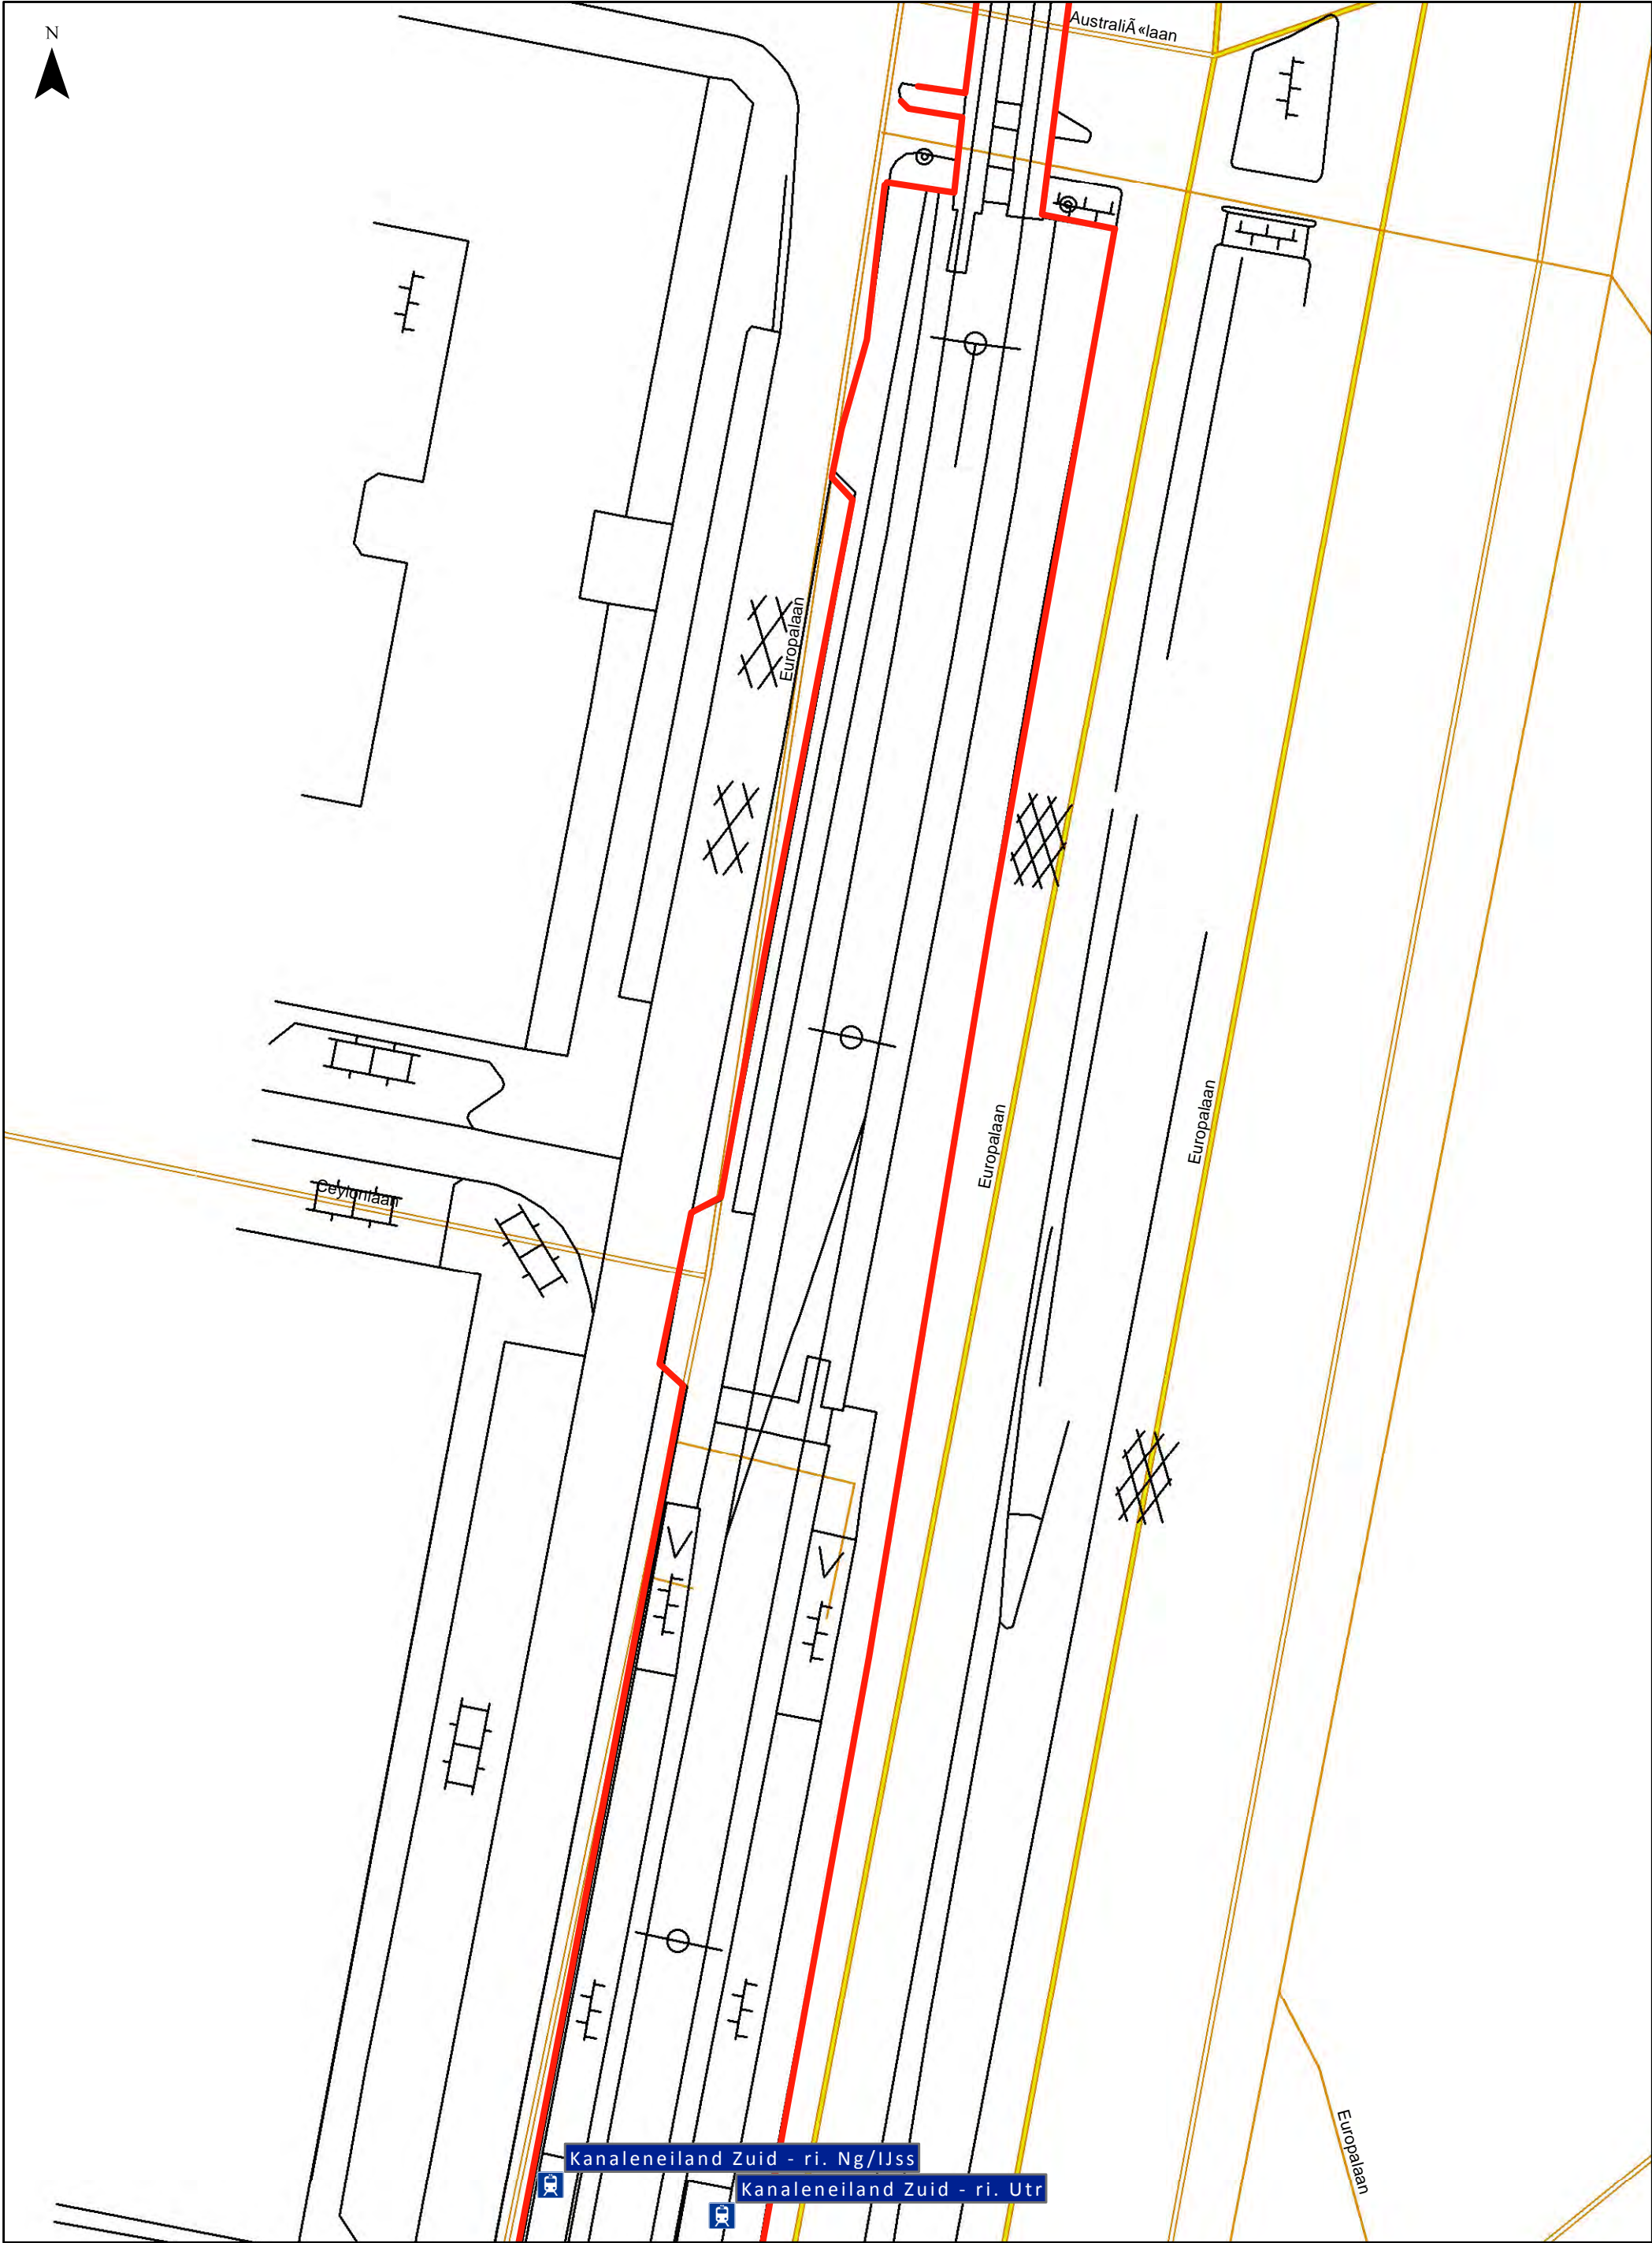 N
AustraliÃ«laan
Europalaan
Europalaan
Europalaan
Ceylonlaan
Kanaleneiland Zuid - ri. Ng/IJss
Kanaleneiland Zuid - ri. Utr
Europalaan